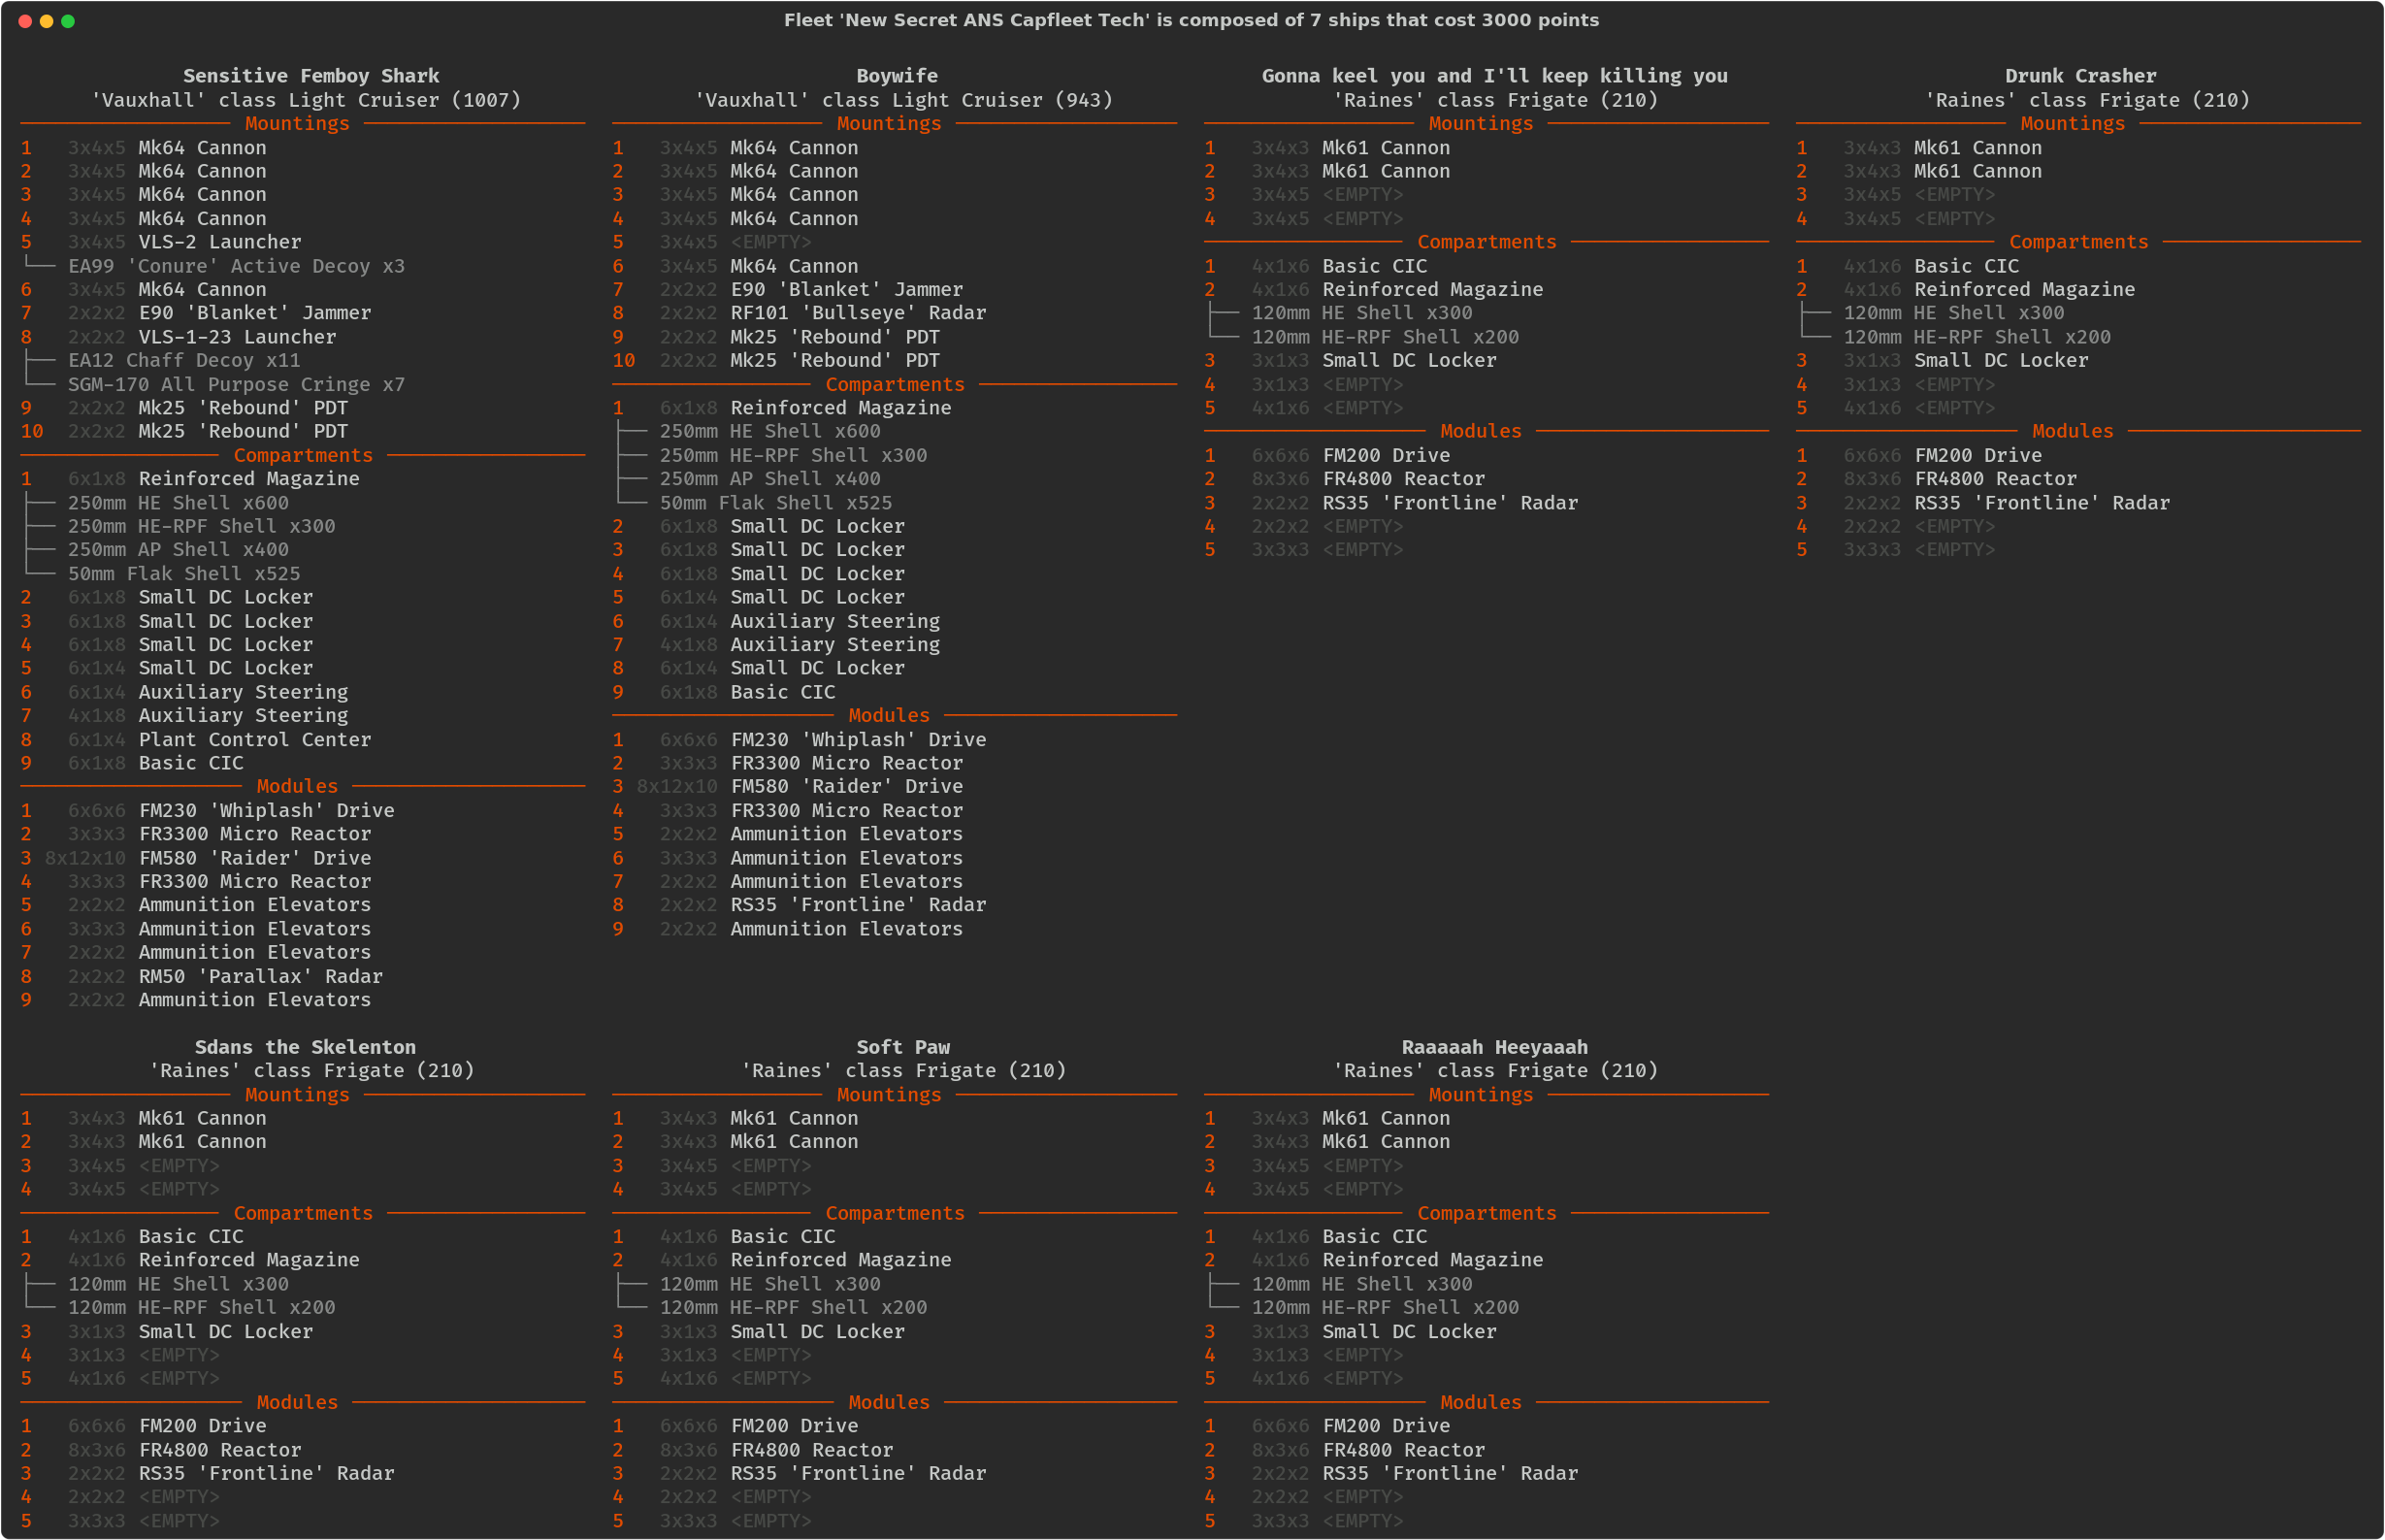 Fleet 'New Secret ANS Capfleet Tech' is composed of 7 ships that cost 3000 points
Sensitive Femboy Shark
'Vauxhall' class Light Cruiser (1007)
Mountings
1 3x4x5 Mk64 Cannon
2 3x4x5 Mk64 Cannon
3 3x4x5 Mk64 Cannon
4 3x4x5 Mk64 Cannon
5 3x4x5 VLS-2 Launcher
EA99 'Conure' Active Decoy x3
6 3x4x5 Mk64 Cannon
7 2x2x2 E90 'Blanket' Jammer
8 2x2x2 VLS-1-23 Launcher
EA12 Chaff Decoy x11
SGM-170 All Purpose Cringe x7
9 2x2x2 Mk25 'Rebound' PDT
10 2x2x2 Mk25 'Rebound' PDT
Compartments
1 6x1x8 Reinforced Magazine
250mm HE Shell x600
250mm HE-RPF Shell x300
250mm AP Shell x400
50mm Flak Shell x525
2 6x1x8 Small DC Locker
3 6x1x8 Small DC Locker
4 6x1x8 Small DC Locker
5 6x1x4 Small DC Locker
6 6x1x4 Auxiliary Steering
7 4x1x8 Auxiliary Steering
8 6x1x4 Plant Control Center
9 6x1x8 Basic CIC
Modules
1 6x6x6 FM230 'Whiplash' Drive
2 3x3x3 FR3300 Micro Reactor
3 8x12x10 FM580 'Raider' Drive
4 3x3x3 FR3300 Micro Reactor
5 2x2x2 Ammunition Elevators
6 3x3x3 Ammunition Elevators
7 2x2x2 Ammunition Elevators
8 2x2x2 RM50 'Parallax' Radar
9 2x2x2 Ammunition Elevators
Boywife
'Vauxhall' class Light Cruiser (943)
Mountings
1 3x4x5 Mk64 Cannon
2 3x4x5 Mk64 Cannon
3 3x4x5 Mk64 Cannon
4 3x4x5 Mk64 Cannon
5 3x4x5 <EMPTY>
6 3x4x5 Mk64 Cannon
7 2x2x2 E90 'Blanket' Jammer
8 2x2x2 RF101 'Bullseye' Radar
9 2x2x2 Mk25 'Rebound' PDT
10 2x2x2 Mk25 'Rebound' PDT
Compartments
1 6x1x8 Reinforced Magazine
250mm HE Shell x600
250mm HE-RPF Shell x300
250mm AP Shell x400
50mm Flak Shell x525
2 6x1x8 Small DC Locker
3 6x1x8 Small DC Locker
4 6x1x8 Small DC Locker
5 6x1x4 Small DC Locker
6 6x1x4 Auxiliary Steering
7 4x1x8 Auxiliary Steering
8 6x1x4 Small DC Locker
9 6x1x8 Basic CIC
Modules
1 6x6x6 FM230 'Whiplash' Drive
2 3x3x3 FR3300 Micro Reactor
3 8x12x10 FM580 'Raider' Drive
4 3x3x3 FR3300 Micro Reactor
5 2x2x2 Ammunition Elevators
6 3x3x3 Ammunition Elevators
7 2x2x2 Ammunition Elevators
8 2x2x2 RS35 'Frontline' Radar
9 2x2x2 Ammunition Elevators
Gonna keel you and I'll keep killing you
'Raines' class Frigate (210)
Mountings
1 3x4x3 Mk61 Cannon
2 3x4x3 Mk61 Cannon
3 3x4x5 <EMPTY>
4 3x4x5 <EMPTY>
Compartments
1 4x1x6 Basic CIC
2 4x1x6 Reinforced Magazine
120mm HE Shell x300
120mm HE-RPF Shell x200
3 3x1x3 Small DC Locker
4 3x1x3 <EMPTY>
5 4x1x6 <EMPTY>
Modules
1 6x6x6 FM200 Drive
2 8x3x6 FR4800 Reactor
3 2x2x2 RS35 'Frontline' Radar
4 2x2x2 <EMPTY>
5 3x3x3 <EMPTY>
Drunk Crasher
'Raines' class Frigate (210)
Mountings
1 3x4x3 Mk61 Cannon
2 3x4x3 Mk61 Cannon
3 3x4x5 <EMPTY>
4 3x4x5 <EMPTY>
Compartments
1 4x1x6 Basic CIC
2 4x1x6 Reinforced Magazine
120mm HE Shell x300
120mm HE-RPF Shell x200
3 3x1x3 Small DC Locker
4 3x1x3 <EMPTY>
5 4x1x6 <EMPTY>
Modules
1 6x6x6 FM200 Drive
2 8x3x6 FR4800 Reactor
3 2x2x2 RS35 'Frontline' Radar
4 2x2x2 <EMPTY>
5 3x3x3 <EMPTY>
Sdans the Skelenton
'Raines' class Frigate (210)
Mountings
1 3x4x3 Mk61 Cannon
2 3x4x3 Mk61 Cannon
3 3x4x5 <EMPTY>
4 3x4x5 <EMPTY>
Compartments
1 4x1x6 Basic CIC
2 4x1x6 Reinforced Magazine
120mm HE Shell x300
120mm HE-RPF Shell x200
3 3x1x3 Small DC Locker
4 3x1x3 <EMPTY>
5 4x1x6 <EMPTY>
Modules
1 6x6x6 FM200 Drive
2 8x3x6 FR4800 Reactor
3 2x2x2 RS35 'Frontline' Radar
4 2x2x2 <EMPTY>
5 3x3x3 <EMPTY>
Soft Paw
'Raines' class Frigate (210)
Mountings
1 3x4x3 Mk61 Cannon
2 3x4x3 Mk61 Cannon
3 3x4x5 <EMPTY>
4 3x4x5 <EMPTY>
Compartments
1 4x1x6 Basic CIC
2 4x1x6 Reinforced Magazine
120mm HE Shell x300
120mm HE-RPF Shell x200
3 3x1x3 Small DC Locker
4 3x1x3 <EMPTY>
5 4x1x6 <EMPTY>
Modules
1 6x6x6 FM200 Drive
2 8x3x6 FR4800 Reactor
3 2x2x2 RS35 'Frontline' Radar
4 2x2x2 <EMPTY>
5 3x3x3 <EMPTY>
Raaaaah Heeyaaah
'Raines' class Frigate (210)
Mountings
1 3x4x3 Mk61 Cannon
2 3x4x3 Mk61 Cannon
3 3x4x5 <EMPTY>
4 3x4x5 <EMPTY>
Compartments
1 4x1x6 Basic CIC
2 4x1x6 Reinforced Magazine
120mm HE Shell x300
120mm HE-RPF Shell x200
3 3x1x3 Small DC Locker
4 3x1x3 <EMPTY>
5 4x1x6 <EMPTY>
Modules
1 6x6x6 FM200 Drive
2 8x3x6 FR4800 Reactor
3 2x2x2 RS35 'Frontline' Radar
4 2x2x2 <EMPTY>
5 3x3x3 <EMPTY>